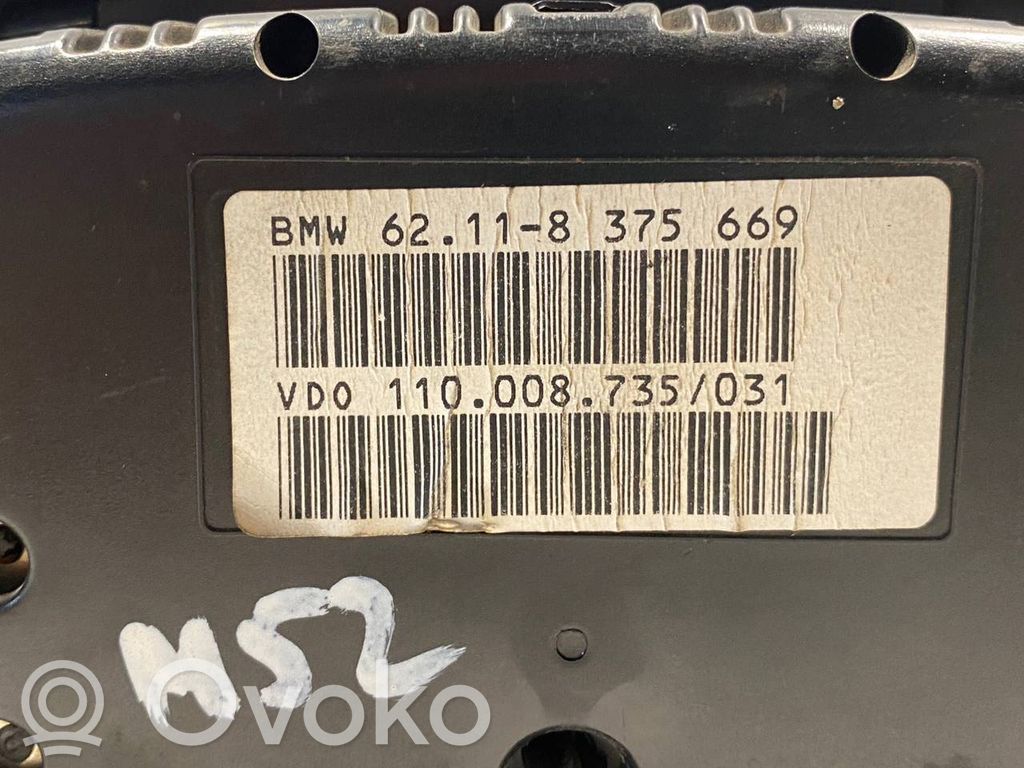 BMW 62.11-8 375 669
VDO 110.008.735/031
M52
Ovoko